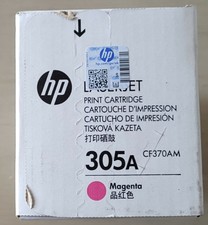 hp
LASERJET
PRINT CARTRIDGE
CARTOUCHE D'IMPRESSION
CARTUCHO DE IMPRESIÓN
TISKOVA KAZETA
打印硒鼓
305A CF370AM
Magenta
品红色